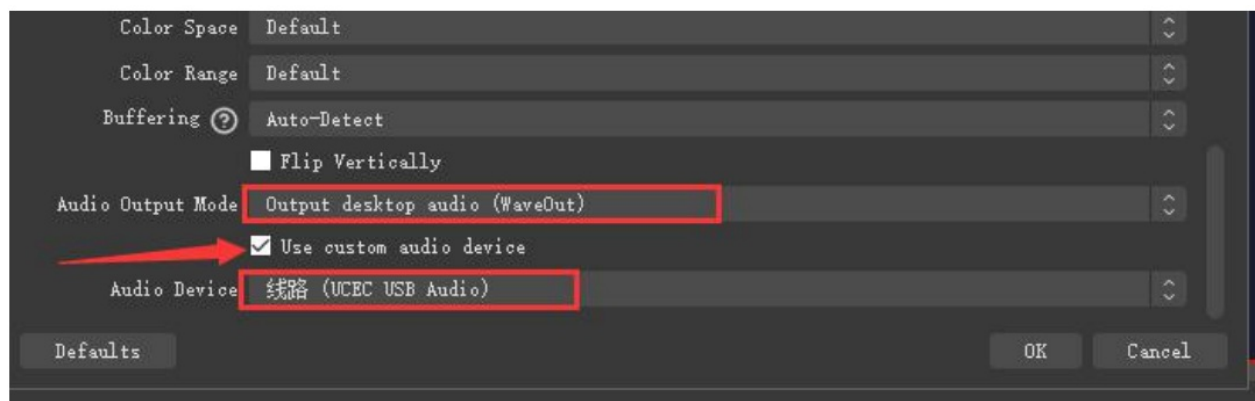 Color Space Default
Color Range Default
Buffering ? Auto-Detect
Flip Vertically
Audio Output Mode Output desktop audio (WaveOut)
Use custom audio device
Audio Device 线路 (UCEC USB Audio)
Defaults OK Cancel